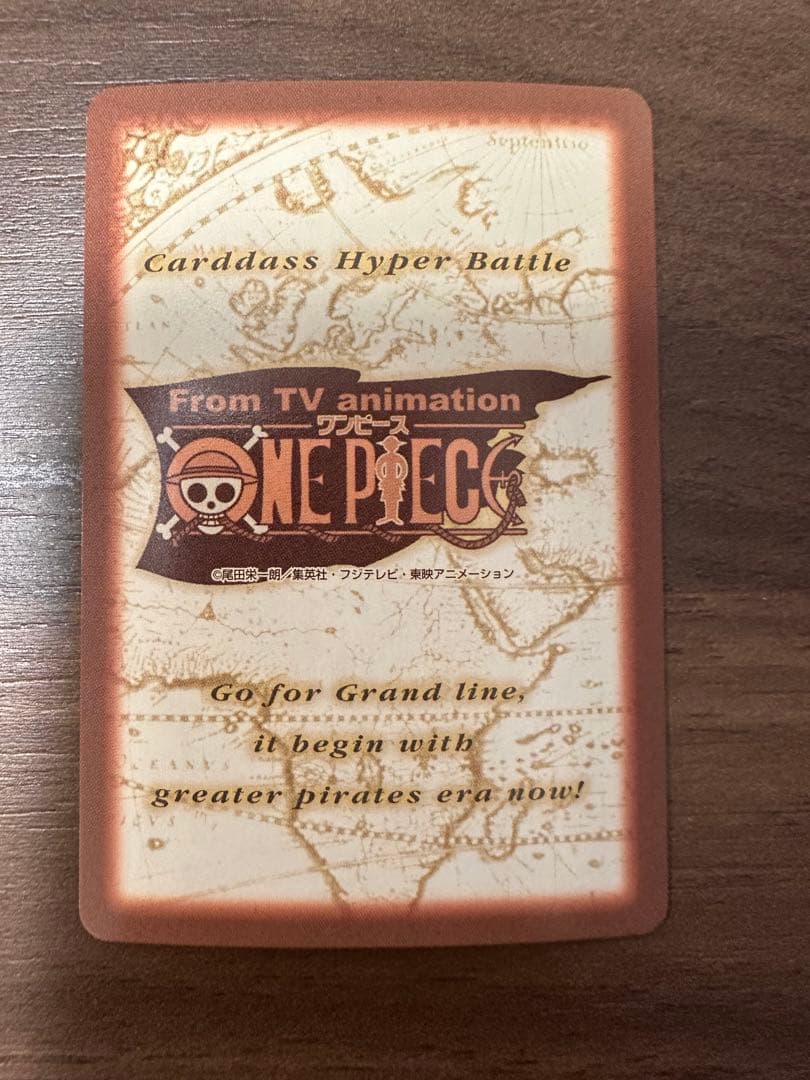 Septentrio
Carddass Hyper Battle
From TV animation
ワンピース
ONE PIECE
©尾田栄一朗／集英社・フジテレビ・東映アニメーション
Go for Grand line,
it begin with
greater pirates era now!